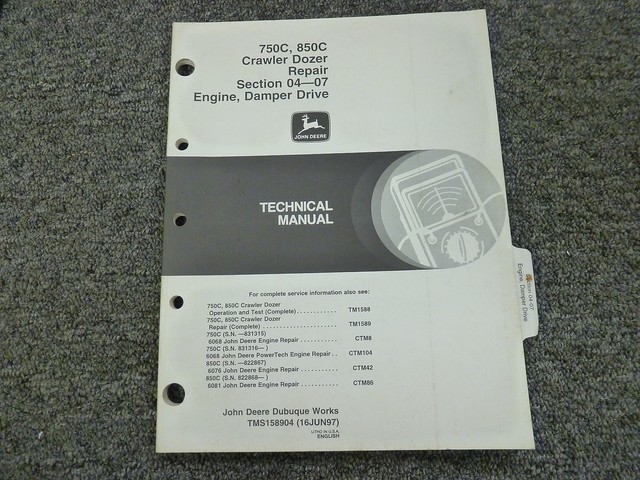 750C, 850C
Crawler Dozer
Repair
Section 04—07
Engine, Damper Drive
JOHN DEERE
TECHNICAL
MANUAL
For complete service information also see:
750C, 850C Crawler Dozer
Operation and Test (Complete) . . . . . . . . . . . TM1588
750C, 850C Crawler Dozer
Repair (Complete) . . . . . . . . . . . . . . . . . . . . TM1589
750C (S.N. —831315)
6068 John Deere Engine Repair . . . . . . . . . . CTM8
750C (S.N. 831316— )
6068 John Deere PowerTech Engine Repair . . CTM104
850C (S.N. —822867)
6076 John Deere Engine Repair . . . . . . . . . . CTM42
850C (S.N. 822868— )
6081 John Deere Engine Repair . . . . . . . . . . CTM86
John Deere Dubuque Works
TMS158904 (16JUN97)
LITHO IN U.S.A.
ENGLISH
04-07
Engine, Damper Drive